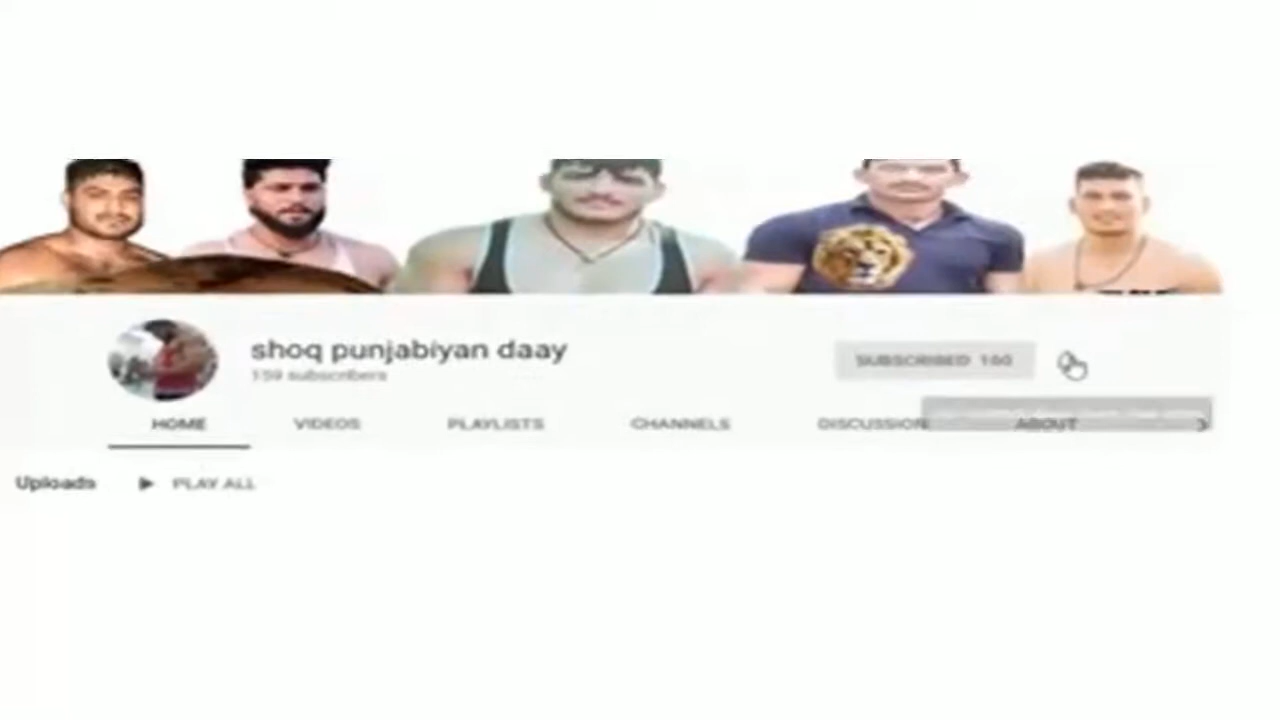 shoq punjabiyan daay
SUBSCRIBED 160
159 subscribers
HOME VIDEOS PLAYLISTS CHANNELS DISCUSSION ABOUT
Uploads PLAY ALL